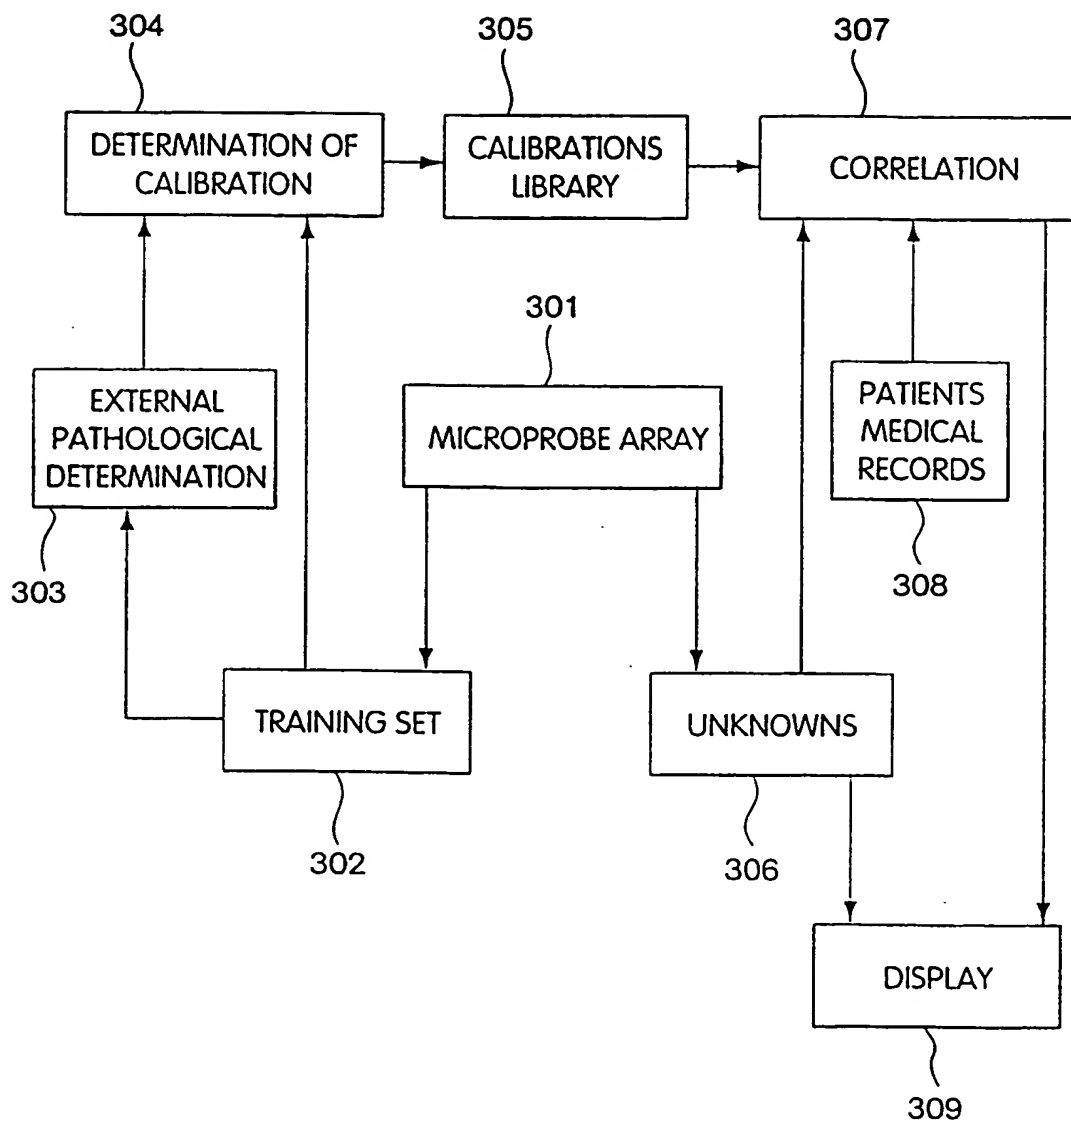 304
305
307
DETERMINATION OF
CALIBRATION
CALIBRATIONS
LIBRARY
CORRELATION
301
EXTERNAL
PATHOLOGICAL
DETERMINATION
MICROPROBE ARRAY
PATIENTS
MEDICAL
RECORDS
303
308
TRAINING SET
UNKNOWNS
302
306
DISPLAY
309